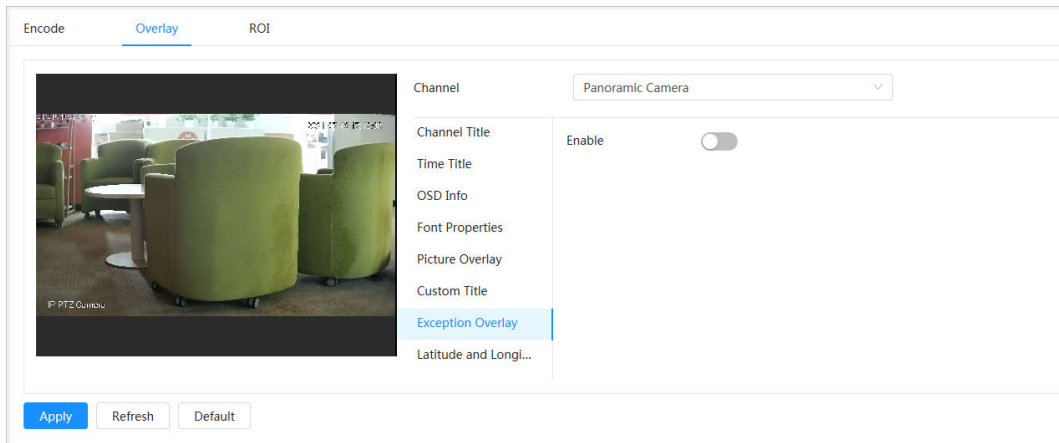 Encode Overlay ROI
Channel Panoramic Camera
Channel Title
Enable
Time Title
OSD Info
Font Properties
Picture Overlay
Custom Title
Exception Overlay
Latitude and Longi...
IP PTZ Camera
Apply Refresh Default